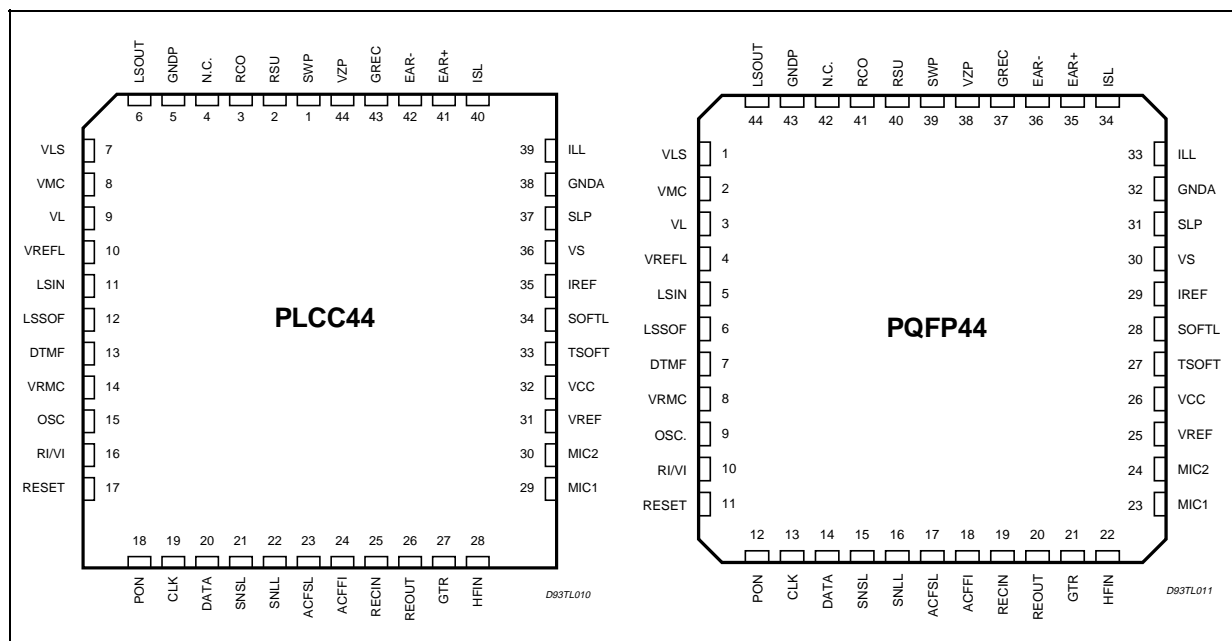 LSOUT GNDP N.C. RCO RSU SWP VZP GREC EAR- EAR+ ISL
6 5 4 3 2 1 44 43 42 41 40
VLS 7 39 ILL
VMC 8 38 GNDA
VL 9 37 SLP
VREFL 10 36 VS
LSIN 11 35 IREF
LSSOF 12 34 SOFTL
PLCC44
DTMF 13 33 TSOFT
VRMC 14 32 VCC
OSC 15 31 VREF
RI/VI 16 30 MIC2
RESET 17 29 MIC1
18 19 20 21 22 23 24 25 26 27 28
PON CLK DATA SNSL SNLL ACFSL ACFFI RECIN REOUT GTR HFIN
D93TL010
LSOUT GNDP N.C. RCO RSU SWP VZP GREC EAR- EAR+ ISL
44 43 42 41 40 39 38 37 36 35 34
VLS 1 33 ILL
VMC 2 32 GNDA
VL 3 31 SLP
VREFL 4 30 VS
LSIN 5 29 IREF
LSSOF 6 28 SOFTL
PQFP44
DTMF 7 27 TSOFT
VRMC 8 26 VCC
OSC. 9 25 VREF
RI/VI 10 24 MIC2
RESET 11 23 MIC1
12 13 14 15 16 17 18 19 20 21 22
PON CLK DATA SNSL SNLL ACFSL ACFFI RECIN REOUT GTR HFIN
D93TL011